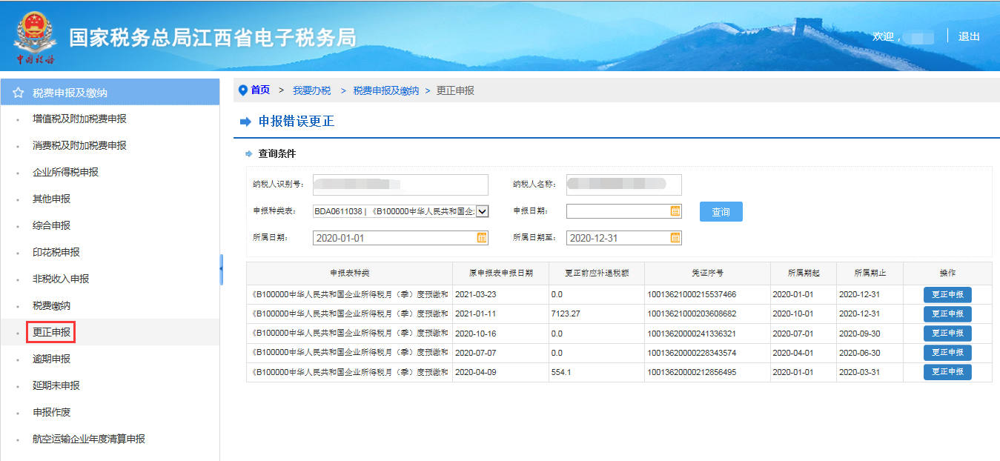 国家税务总局江西省电子税务局
中国税务
欢迎，
退出
税费申报及缴纳
增值税及附加税费申报
消费税及附加税费申报
企业所得税申报
其他申报
综合申报
印花税申报
非税收入申报
税费缴纳
更正申报
逾期申报
延期未申报
申报作废
航空运输企业年度清算申报
首页 > 我要办税 > 税费申报及缴纳 > 更正申报
申报错误更正
查询条件
纳税人识别号： 纳税人名称：
申报种类表： BDA0611038 | 《B100000中华人民共和国企 申报日期： 查询
所属日期： 2020-01-01 所属日期至： 2020-12-31
申报表种类 原申报表申报日期 更正前应补退税额 凭证序号 所属期起 所属期止 操作
《B100000中华人民共和国企业所得税月（季）度预缴和 2021-03-23 0.0 10013621000215537466 2020-01-01 2020-12-31 更正申报
《B100000中华人民共和国企业所得税月（季）度预缴和 2021-01-11 7123.27 10013621000203608682 2020-10-01 2020-12-31 更正申报
《B100000中华人民共和国企业所得税月（季）度预缴和 2020-10-16 0.0 10013620000241336321 2020-07-01 2020-09-30 更正申报
《B100000中华人民共和国企业所得税月（季）度预缴和 2020-07-07 0.0 10013620000228343574 2020-04-01 2020-06-30 更正申报
《B100000中华人民共和国企业所得税月（季）度预缴和 2020-04-09 554.1 10013620000212856495 2020-01-01 2020-03-31 更正申报